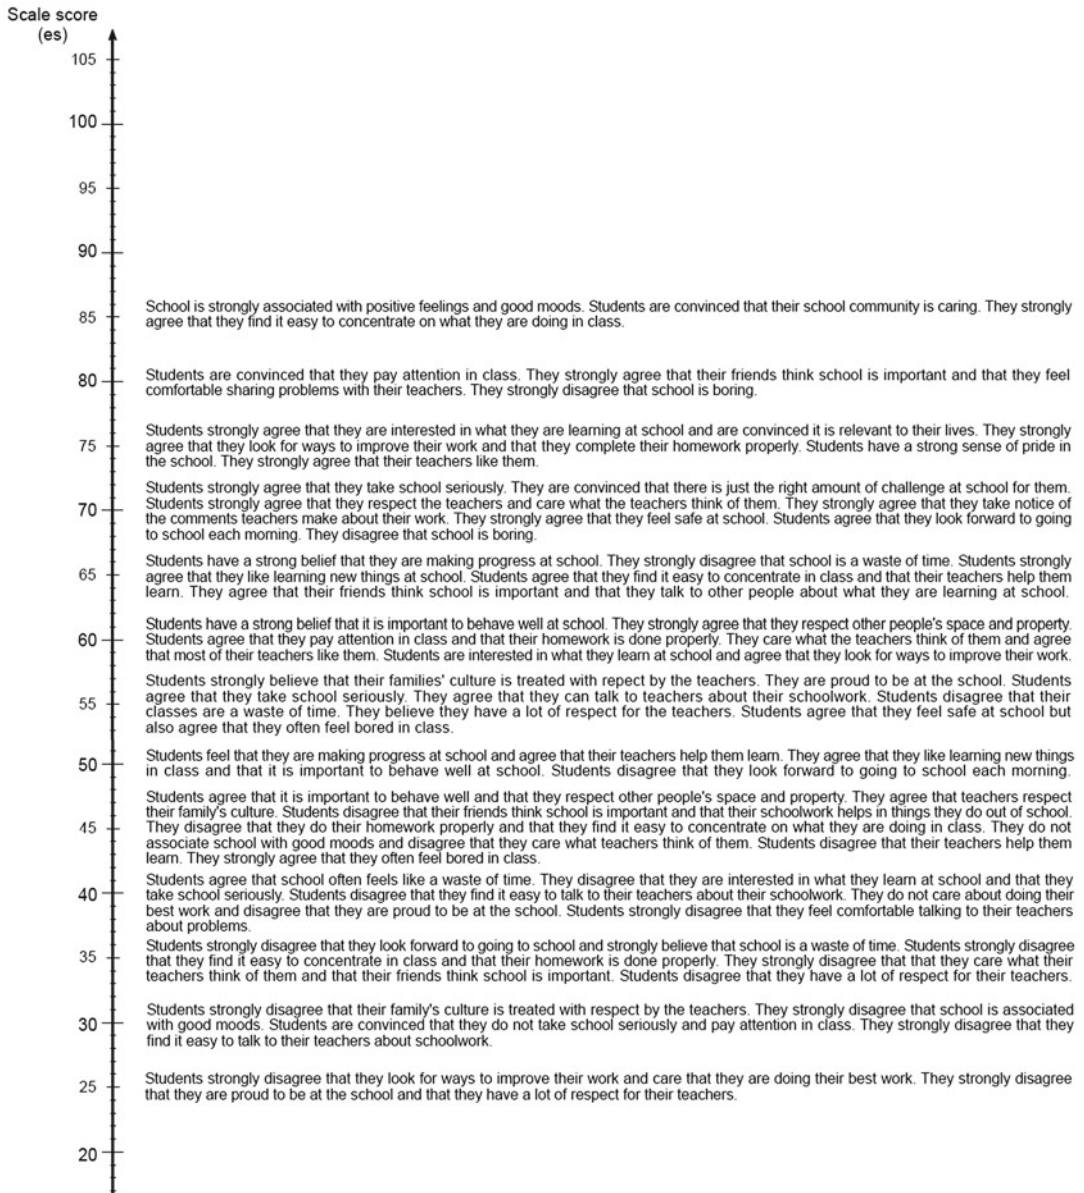 Scale score
(es)
105
100
95
90
School is strongly associated with positive feelings and good moods. Students are convinced that their school community is caring. They strongly
85
agree that they find it easy to concentrate on what they are doing in class.
Students are convinced that they pay attention in class. They strongly agree that their friends think school is important and that they feel
80
comfortable sharing problems with their teachers. They strongly disagree that school is boring.
Students strongly agree that they are interested in what they are learning at school and are convinced it is relevant to their lives. They strongly
75
agree that they look for ways to improve their work and that they complete their homework properly. Students have a strong sense of pride in
the school. They strongly agree that their teachers like them.
Students strongly agree that they take school seriously. They are convinced that there is just the right amount of challenge at school for them.
Students strongly agree that they respect the teachers and care what the teachers think of them. They strongly agree that they take notice of
70
the comments teachers make about their work. They strongly agree that they feel safe at school. Students agree that they look forward to going
to school each morning. They disagree that school is boring.
Students have a strong belief that they are making progress at school. They strongly disagree that school is a waste of time. Students strongly
65
agree that they like learning new things at school. Students agree that they find it easy to concentrate in class and that their teachers help them
learn. They agree that their friends think school is important and that they talk to other people about what they are learning at school.
Students have a strong belief that it is important to behave well at school. They strongly agree that they respect other people's space and property.
60
Students agree that they pay attention in class and that their homework is done properly. They care what the teachers think of them and agree
that most of their teachers like them. Students are interested in what they learn at school and agree that they look for ways to improve their work.
Students strongly believe that their families' culture is treated with repect by the teachers. They are proud to be at the school. Students
agree that they take school seriously. They agree that they can talk to teachers about their schoolwork. Students disagree that their
55
classes are a waste of time. They believe they have a lot of respect for the teachers. Students agree that they feel safe at school but
also agree that they often feel bored in class.
Students feel that they are making progress at school and agree that their teachers help them learn. They agree that they like learning new things
50
in class and that it is important to behave well at school. Students disagree that they look forward to going to school each morning.
Students agree that it is important to behave well and that they respect other people's space and property. They agree that teachers respect
their family's culture. Students disagree that their friends think school is important and that their schoolwork helps in things they do out of school.
45
They disagree that they do their homework properly and that they find it easy to concentrate on what they are doing in class. They do not
associate school with good moods and disagree that they care what teachers think of them. Students disagree that their teachers help them
learn. They strongly agree that they often feel bored in class.
Students agree that school often feels like a waste of time. They disagree that they are interested in what they learn at school and that they
40
take school seriously. Students disagree that they find it easy to talk to their teachers about their schoolwork. They do not care about doing their
best work and disagree that they are proud to be at the school. Students strongly disagree that they feel comfortable talking to their teachers
about problems.
Students strongly disagree that they look forward to going to school and strongly believe that school is a waste of time. Students strongly disagree
35
that they find it easy to concentrate in class and that their homework is done properly. They strongly disagree that that they care what their
teachers think of them and that their friends think school is important. Students disagree that they have a lot of respect for their teachers.
Students strongly disagree that their family's culture is treated with respect by the teachers. They strongly disagree that school is associated
30
with good moods. Students are convinced that they do not take school seriously and pay attention in class. They strongly disagree that they
find it easy to talk to their teachers about schoolwork.
Students strongly disagree that they look for ways to improve their work and care that they are doing their best work. They strongly disagree
25
that they are proud to be at the school and that they have a lot of respect for their teachers.
20